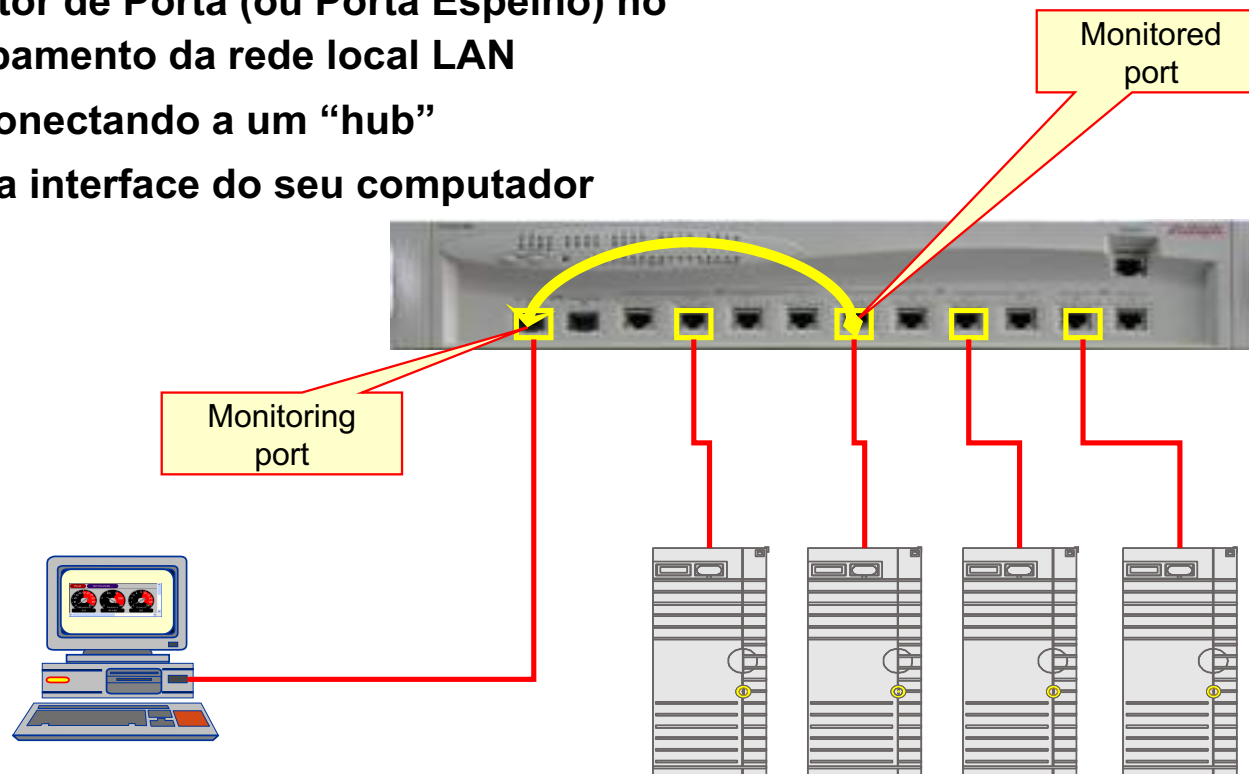 tor de Porta (ou Porta Espelho) no
pamento da rede local LAN
onectando a um “hub”
a interface do seu computador
Monitored
port
Monitoring
port